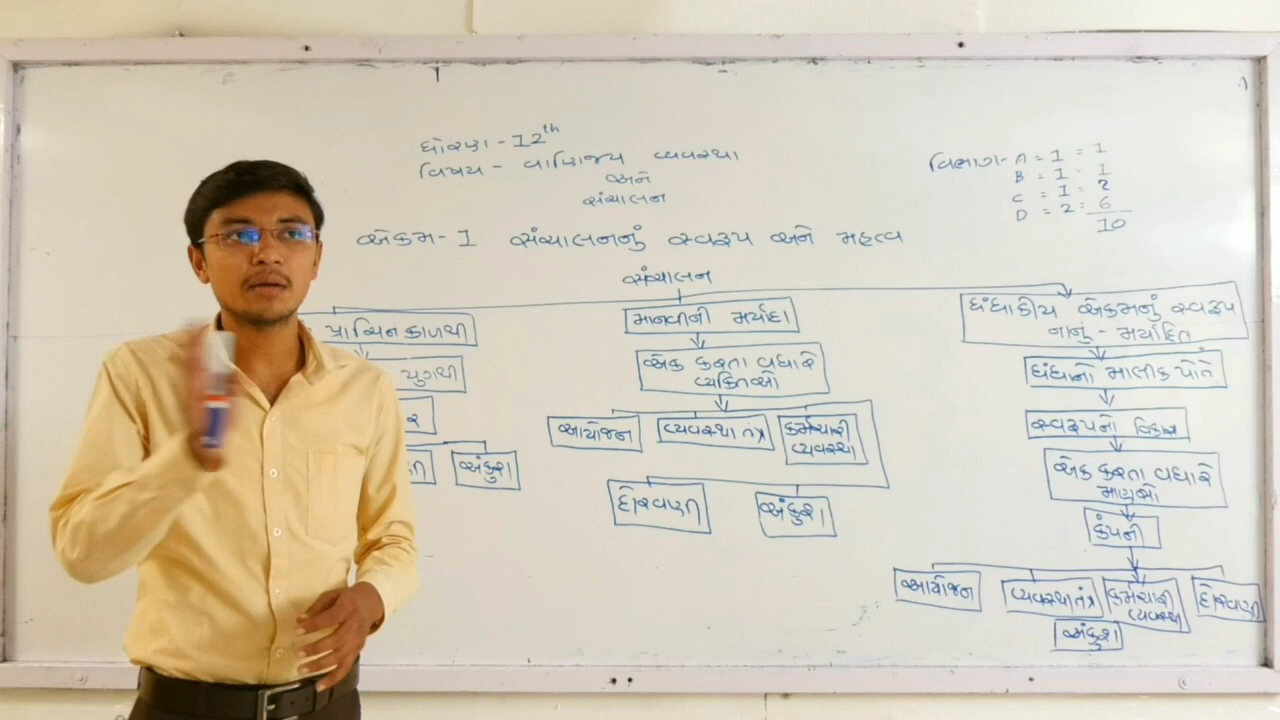 ધોરણ - 12th
વિષય - વાણિજ્ય વ્યવસ્થા
અને
સંચાલન
વિભાગ - A = 1 = 1
B = 1 = 1
C = 1 = 2
D = 2 = 6
10
એકમ - 1 સંચાલનનું સ્વરૂપ અને મહત્વ
સંચાલન
પ્રાચિન કાળથી
યુગથી
ર
ણી
અંકુશ
માનવીની મર્યાદા
એક કરતા વધારે
વ્યક્તિઓ
આયોજન
વ્યવસ્થાતંત્ર
કર્મચારી
વ્યવસ્થા
દોરવણી
અંકુશ
ધંધાકીય એકમનું સ્વરૂપ
નાનું - મર્યાદિત
ધંધાનો માલીક પોતે
સ્વરૂપનો વિકાસ
એક કરતા વધારે
માણસો
કંપની
આયોજન
વ્યવસ્થાતંત્ર
કર્મચારી
વ્યવસ્થા
દોરવણી
અંકુશ